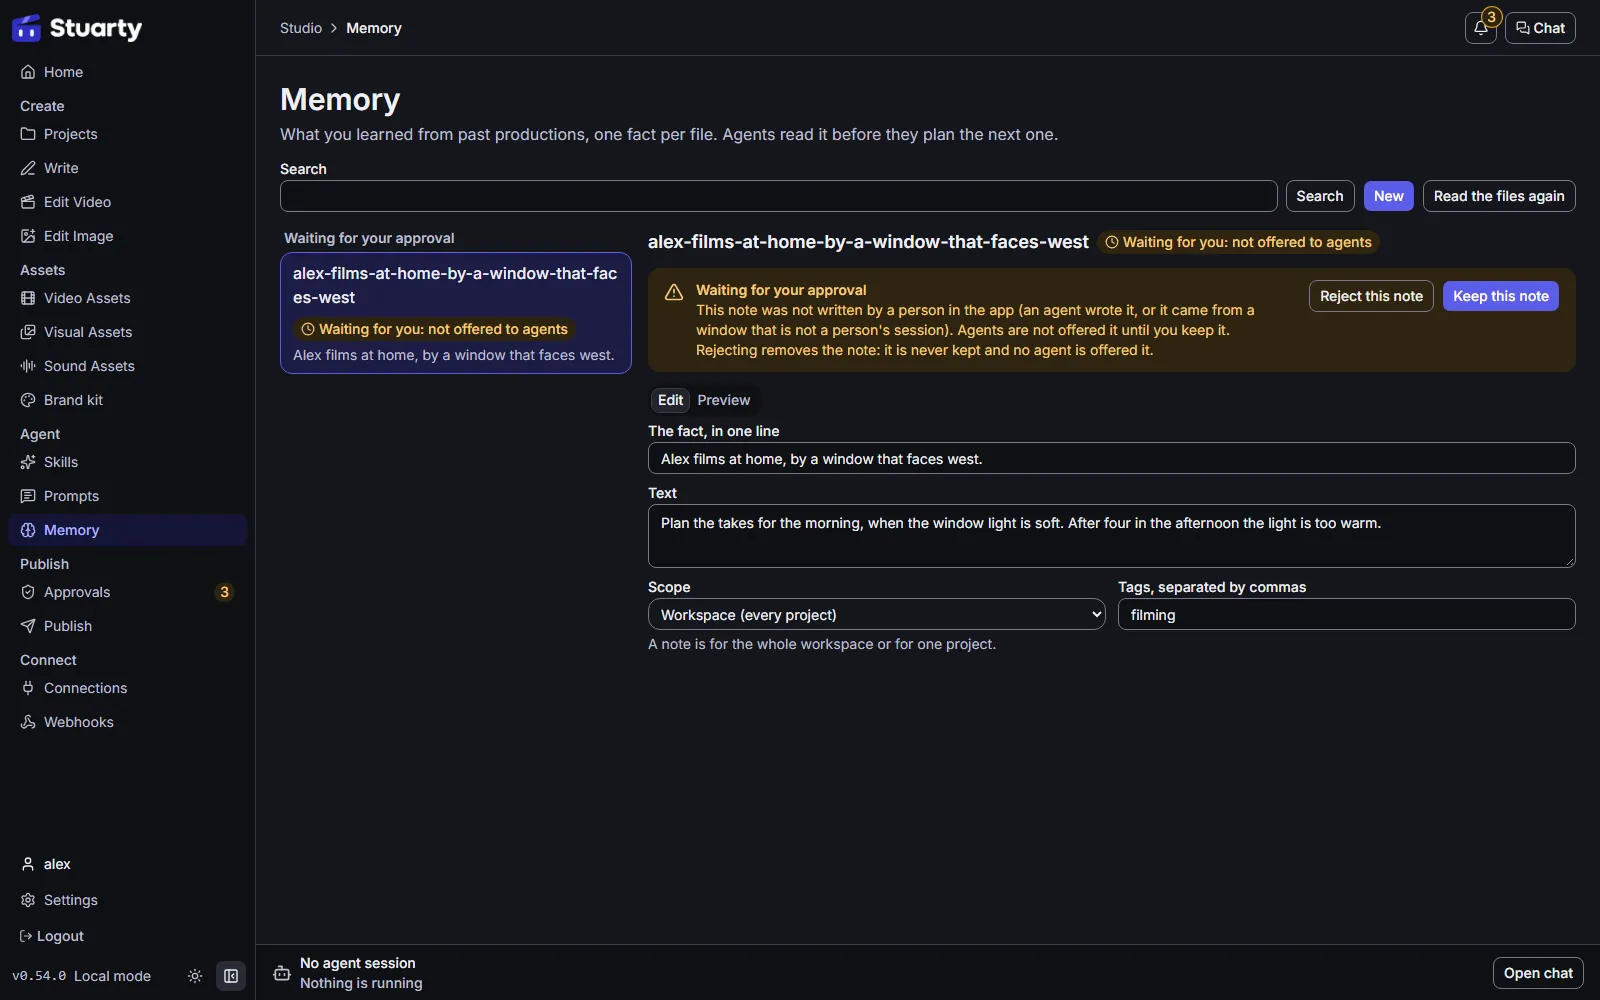 Stuarty
Home
Create
Projects
Write
Edit Video
Edit Image
Assets
Video Assets
Visual Assets
Sound Assets
Brand kit
Agent
Skills
Prompts
Memory
Publish
Approvals 3
Publish
Connect
Connections
Webhooks
alex
Settings
Logout
v0.54.0 Local mode
Studio > Memory
3
Chat
Memory
What you learned from past productions, one fact per file. Agents read it before they plan the next one.
Search
Search New Read the files again
Waiting for your approval
alex-films-at-home-by-a-window-that-fac
es-west
Waiting for you: not offered to agents
Alex films at home, by a window that faces west.
alex-films-at-home-by-a-window-that-faces-west Waiting for you: not offered to agents
Waiting for your approval
This note was not written by a person in the app (an agent wrote it, or it came from a
window that is not a person's session). Agents are not offered it until you keep it.
Rejecting removes the note: it is never kept and no agent is offered it.
Reject this note Keep this note
Edit Preview
The fact, in one line
Alex films at home, by a window that faces west.
Text
Plan the takes for the morning, when the window light is soft. After four in the afternoon the light is too warm.
Scope
Workspace (every project)
A note is for the whole workspace or for one project.
Tags, separated by commas
filming
No agent session
Nothing is running
Open chat